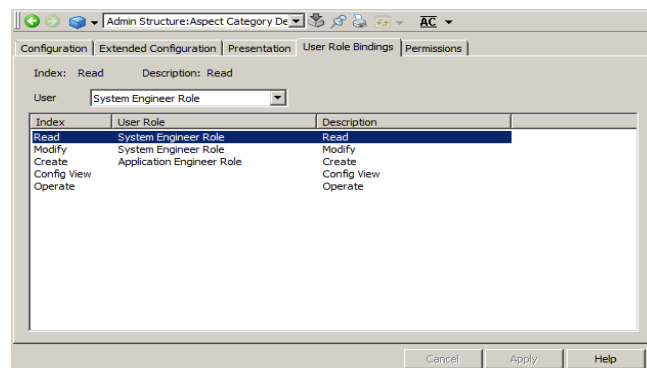 Admin Structure:Aspect Category De
AC
Configuration Extended Configuration Presentation User Role Bindings Permissions
Index: Read Description: Read
User System Engineer Role
Index User Role Description
Read System Engineer Role Read
Modify System Engineer Role Modify
Create Application Engineer Role Create
Config View Config View
Operate Operate
Cancel Apply Help